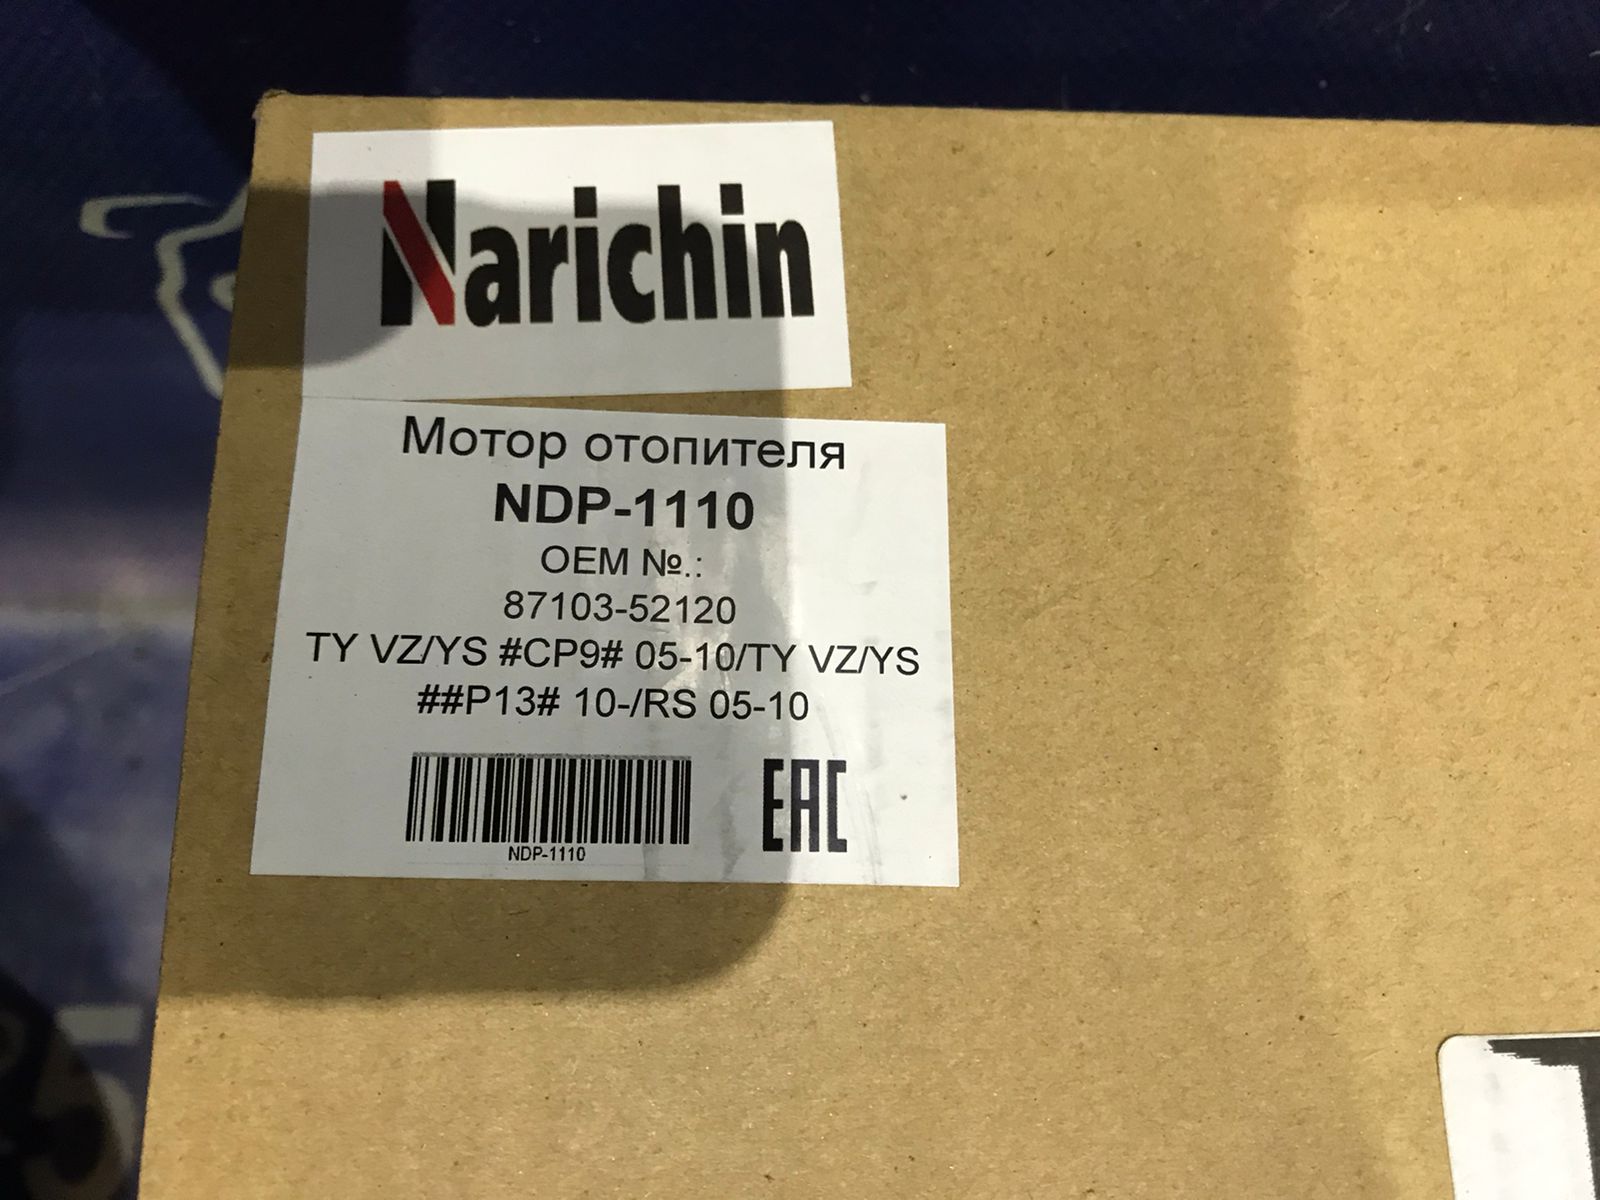 Narichin
Мотор отопителя
NDP-1110
OEM №.:
87103-52120
TY VZ/YS #CP9# 05-10/TY VZ/YS
##P13# 10-/RS 05-10
NDP-1110
EAC